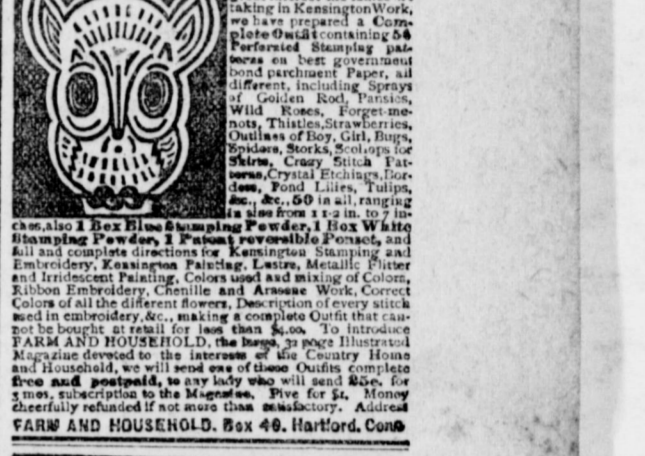 taking in Kensington Work,
we have prepared a Com-
plete Outfit containing 50
Perforated Stamping pat-
terns on best government
bond parchment Paper, all
different, including Sprays
of Golden Rod, Pansies,
Wild Roses, Forget-me-
nots, Thistles, Strawberries,
Outlines of Boy, Girl, Bugs,
Spiders, Storks, Scollops for
Skirts, Crazy Stitch Pat-
terns, Crystal Etchings, Bor-
ders, Pond Lilies, Tulips,
&c., &c., 50 in all, ranging
in size from 1 1-2 in. to 7 in-
ches, also 1 Box Blue Stamping Powder, 1 Box White
Stamping Powder, 1 Patent reversible Ponset, and
full and complete directions for Kensington Stamping and
Embroidery, Kensington Painting, Lustre, Metallic Flitter
and Irridescent Painting, Colors used and mixing of Colors,
Ribbon Embroidery, Chenille and Arasene Work, Correct
Colors of all the different flowers, Description of every stitch
used in embroidery, &c., making a complete Outfit that can-
not be bought at retail for less than $4.00. To introduce
FARM AND HOUSEHOLD, the large, 32 page Illustrated
Magazine devoted to the interests of the Country Home
and Household, we will send one of these Outfits complete
free and postpaid, to any lady who will send 25c. for
3 mos. subscription to the Magazine. Five for $1. Money
cheerfully refunded if not more than satisfactory. Address
FARM AND HOUSEHOLD, Box 49, Hartford, Conn